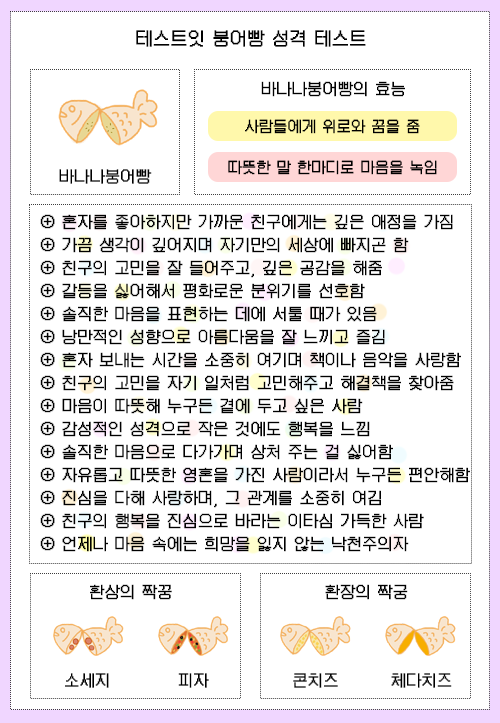 테스트잇 붕어빵 성격 테스트
바나나붕어빵
바나나붕어빵의 효능
사람들에게 위로와 꿈을 줌
따뜻한 말 한마디로 마음을 녹임
⊕ 혼자를 좋아하지만 가까운 친구에게는 깊은 애정을 가짐
⊕ 가끔 생각이 깊어지며 자기만의 세상에 빠지곤 함
⊕ 친구의 고민을 잘 들어주고, 깊은 공감을 해줌
⊕ 갈등을 싫어해서 평화로운 분위기를 선호함
⊕ 솔직한 마음을 표현하는 데에 서툴 때가 있음
⊕ 낭만적인 성향으로 아름다움을 잘 느끼고 즐김
⊕ 혼자 보내는 시간을 소중히 여기며 책이나 음악을 사랑함
⊕ 친구의 고민을 자기 일처럼 고민해주고 해결책을 찾아줌
⊕ 마음이 따뜻해 누구든 곁에 두고 싶은 사람
⊕ 감성적인 성격으로 작은 것에도 행복을 느낌
⊕ 솔직한 마음으로 다가가며 상처 주는 걸 싫어함
⊕ 자유롭고 따뜻한 영혼을 가진 사람이라서 누구든 편안해함
⊕ 진심을 다해 사랑하며, 그 관계를 소중히 여김
⊕ 친구의 행복을 진심으로 바라는 이타심 가득한 사람
⊕ 언제나 마음 속에는 희망을 잃지 않는 낙천주의자
환상의 짝꿍
소세지
피자
환장의 짝궁
콘치즈
체다치즈